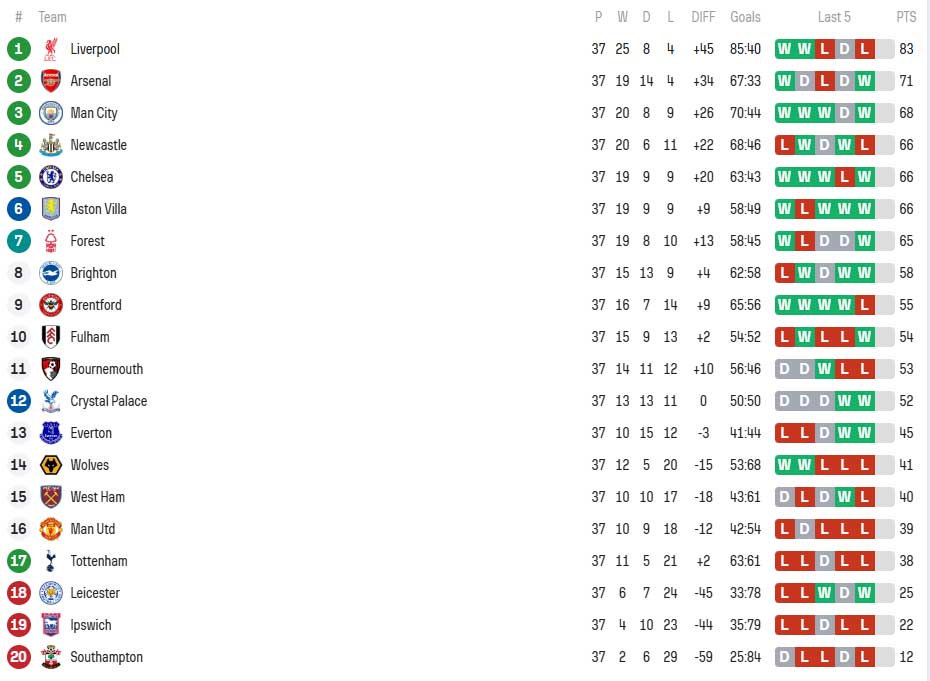 # Team P W D L DIFF Goals Last 5 PTS
1 Liverpool 37 25 8 4 +45 85:40 W W L D L 83
2 Arsenal 37 19 14 4 +34 67:33 W D L D W 71
3 Man City 37 20 8 9 +26 70:44 W W W D W 68
4 Newcastle 37 20 6 11 +22 68:46 L W D W L 66
5 Chelsea 37 19 9 9 +20 63:43 W W W L W 66
6 Aston Villa 37 19 9 9 +9 58:49 W L W W W 66
7 Forest 37 19 8 10 +13 58:45 W L D D W 65
8 Brighton 37 15 13 9 +4 62:58 L W D W W 58
9 Brentford 37 16 7 14 +9 65:56 W W W W L 55
10 Fulham 37 15 9 13 +2 54:52 L W L L W 54
11 Bournemouth 37 14 11 12 +10 56:46 D D W L L 53
12 Crystal Palace 37 13 13 11 0 50:50 D D D W W 52
13 Everton 37 10 15 12 -3 41:44 L L D W W 45
14 Wolves 37 12 5 20 -15 53:68 W W L L L 41
15 West Ham 37 10 10 17 -18 43:61 D L D W L 40
16 Man Utd 37 10 9 18 -12 42:54 L D L L L 39
17 Tottenham 37 11 5 21 +2 63:61 L L D L L 38
18 Leicester 37 6 7 24 -45 33:78 L L W D W 25
19 Ipswich 37 4 10 23 -44 35:79 L L D L L 22
20 Southampton 37 2 6 29 -59 25:84 D L L D L 12